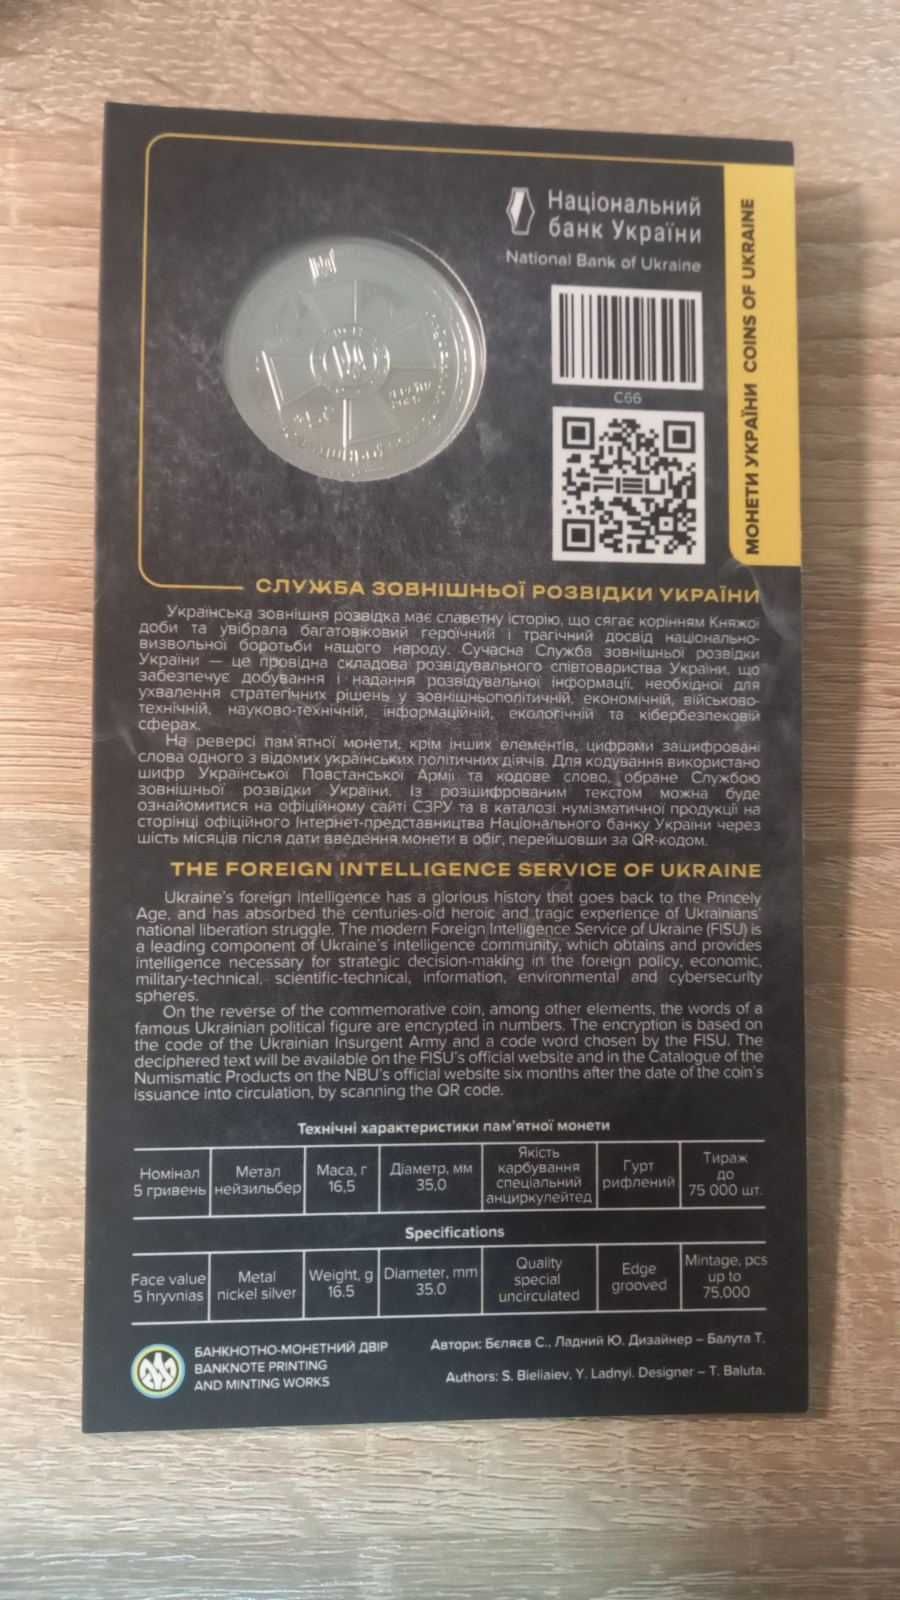 Національний
банк України
National Bank of Ukraine
МОНЕТИ УКРАЇНИ COINS OF UKRAINE
C66
FISU
СЛУЖБА ЗОВНІШНЬОЇ РОЗВІДКИ УКРАЇНИ
Українська зовнішня розвідка має славетну історію, що сягає корінням Княжої
доби та увібрала багатовіковий героїчний і трагічний досвід національно-
визвольної боротьби нашого народу. Сучасна Служба зовнішньої розвідки
України — це провідна складова розвідувального співтовариства України, що
забезпечує добування і надання розвідувальної інформації, необхідної для
ухвалення стратегічних рішень у зовнішньополітичній, економічній, військово-
технічній, науково-технічній, інформаційній, екологічній та кібербезпековій
сферах.
На реверсі пам'ятної монети, крім інших елементів, цифрами зашифровані
слова одного з відомих українських політичних діячів. Для кодування використано
шифр Української Повстанської Армії та кодове слово, обране Службою
зовнішньої розвідки України. Із розшифрованим текстом можна буде
ознайомитися на офіційному сайті СЗРУ та в каталозі нумізматичної продукції на
сторінці офіційного Інтернет-представництва Національного банку України через
шість місяців після дати введення монети в обіг, перейшовши за QR-кодом.
THE FOREIGN INTELLIGENCE SERVICE OF UKRAINE
Ukraine's foreign intelligence has a glorious history that goes back to the Princely
Age, and has absorbed the centuries-old heroic and tragic experience of Ukrainians'
national liberation struggle. The modern Foreign Intelligence Service of Ukraine (FISU) is
a leading component of Ukraine's intelligence community, which obtains and provides
intelligence necessary for strategic decision-making in the foreign policy, economic,
military-technical, scientific-technical, information, environmental and cybersecurity
spheres.
On the reverse of the commemorative coin, among other elements, the words of a
famous Ukrainian political figure are encrypted in numbers. The encryption is based on
the code of the Ukrainian Insurgent Army and a code word chosen by the FISU. The
deciphered text will be available on the FISU's official website and in the Catalogue of the
Numismatic Products on the NBU's official website six months after the date of the coin's
issuance into circulation, by scanning the QR code.
Технічні характеристики пам'ятної монети
Номінал
5 гривень
Метал
нейзильбер
Маса, г
16,5
Діаметр, мм
35,0
Якість
карбування
спеціальний
анциркулейтед
Гурт
рифлений
Тираж
до
75 000 шт.
Specifications
Face value
5 hryvnias
Metal
nickel silver
Weight, g
16.5
Diameter, mm
35.0
Quality
special
uncirculated
Edge
grooved
Mintage, pcs
up to
75,000
БАНКНОТНО-МОНЕТНИЙ ДВІР
BANKNOTE PRINTING
AND MINTING WORKS
Автори: Бєляєв С., Ладний Ю. Дизайнер – Балута Т.
Authors: S. Bieliaiev, Y. Ladnyi. Designer – T. Baluta.